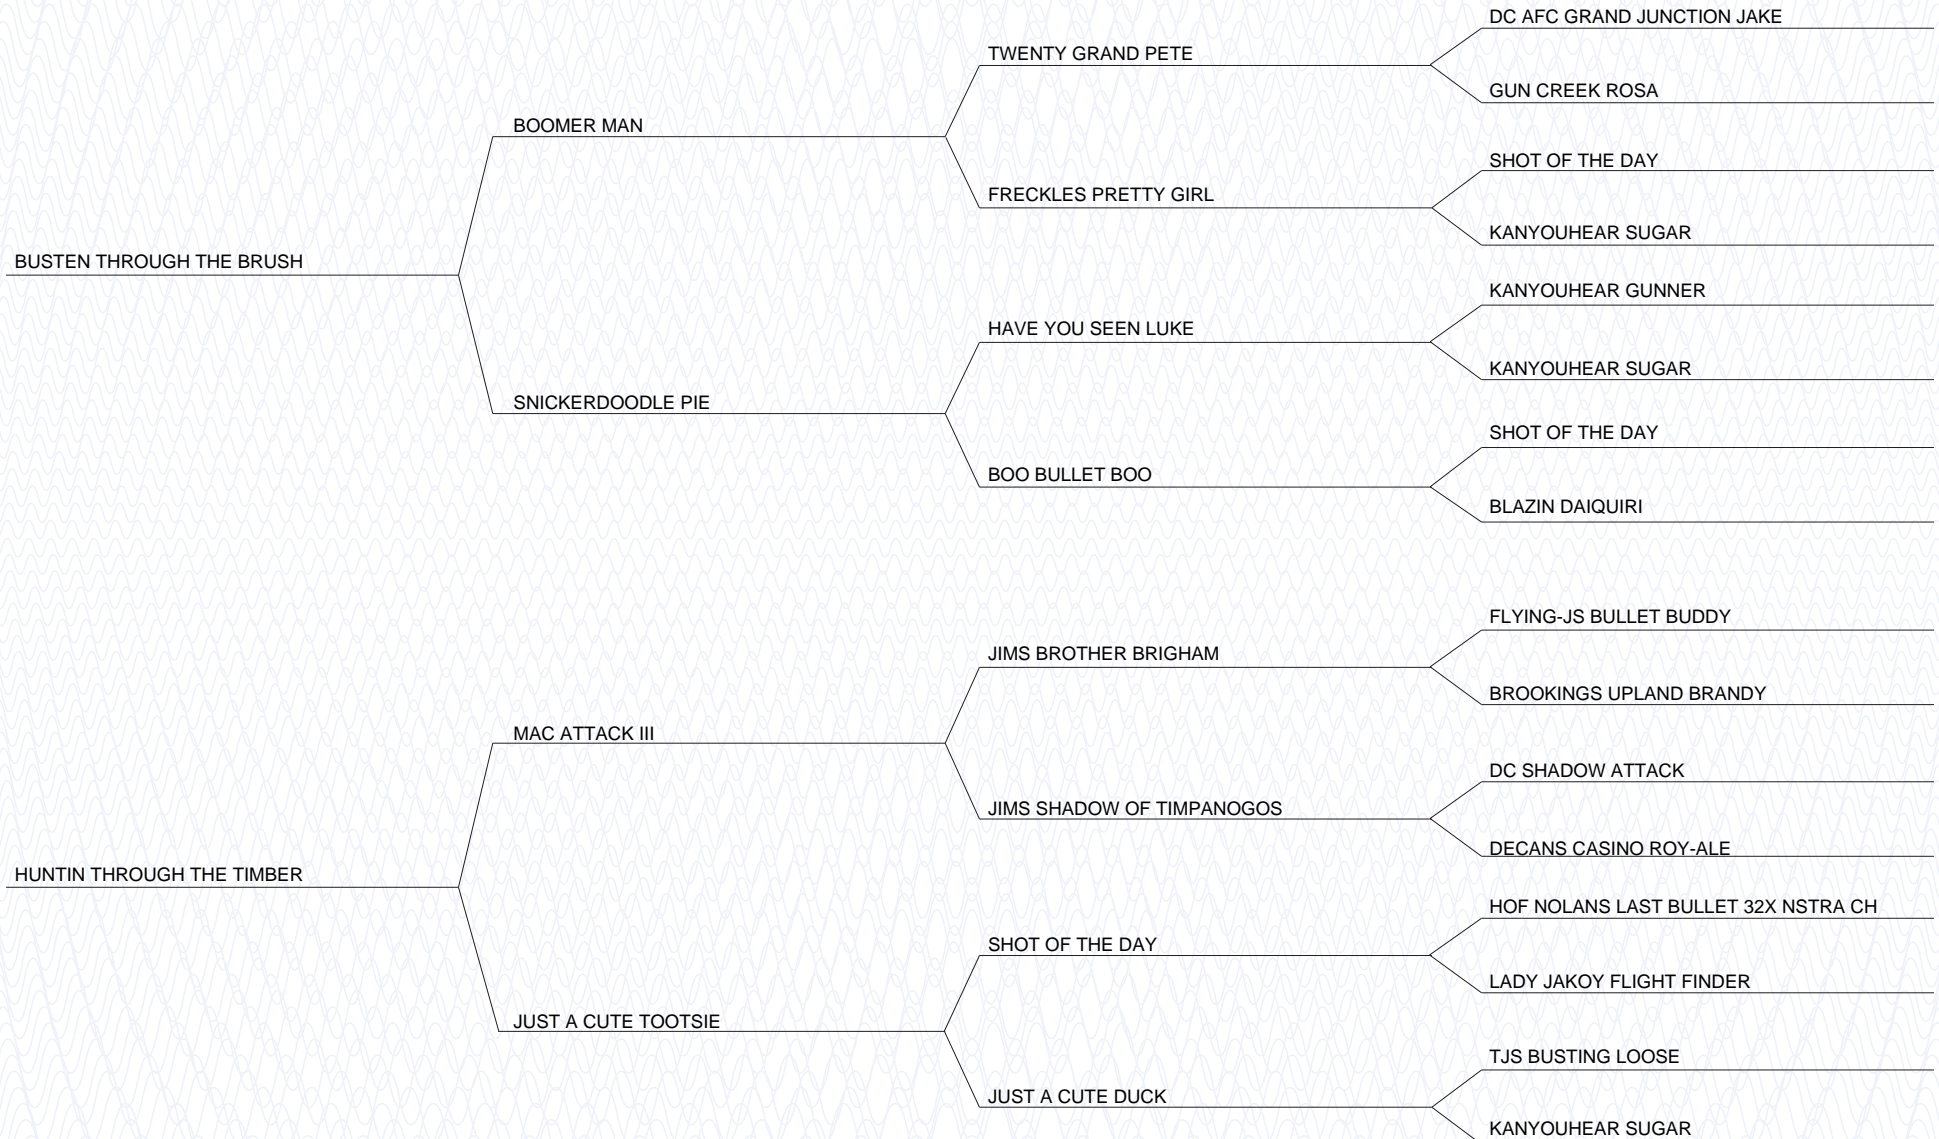 DC AFC GRAND JUNCTION JAKE
TWENTY GRAND PETE
GUN CREEK ROSA
BOOMER MAN
SHOT OF THE DAY
FRECKLES PRETTY GIRL
KANYOUHEAR SUGAR
BUSTEN THROUGH THE BRUSH
KANYOUHEAR GUNNER
HAVE YOU SEEN LUKE
KANYOUHEAR SUGAR
SNICKERDOODLE PIE
SHOT OF THE DAY
BOO BULLET BOO
BLAZIN DAIQUIRI
FLYING-JS BULLET BUDDY
JIMS BROTHER BRIGHAM
BROOKINGS UPLAND BRANDY
MAC ATTACK III
DC SHADOW ATTACK
JIMS SHADOW OF TIMPANOGOS
DECANS CASINO ROY-ALE
HUNTIN THROUGH THE TIMBER
HOF NOLANS LAST BULLET 32X NSTRA CH
SHOT OF THE DAY
LADY JAKOY FLIGHT FINDER
JUST A CUTE TOOTSIE
TJS BUSTING LOOSE
JUST A CUTE DUCK
KANYOUHEAR SUGAR